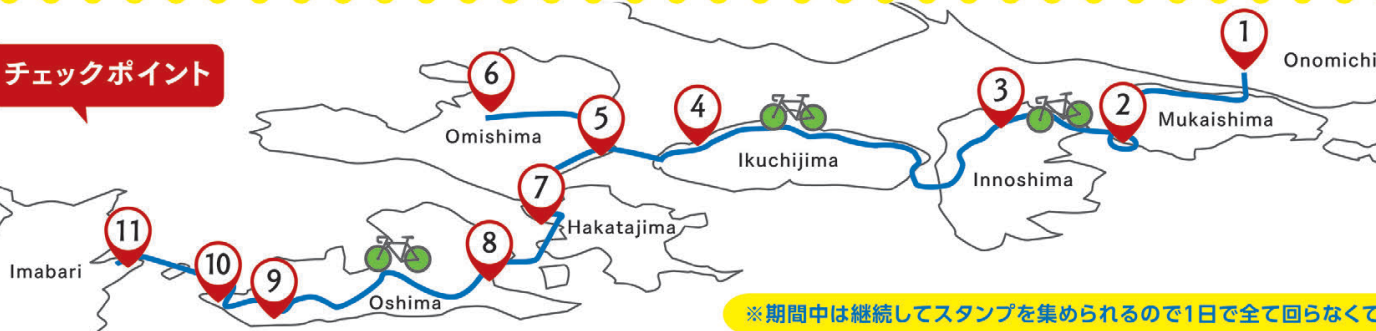 チェックポイント
1
Onomichi
2
Mukaishima
3
Innoshima
4
Ikuchijima
5
6
Omishima
7
Hakatajima
8
Oshima
9
10
11
Imabari
※期間中は継続してスタンプを集められるので1日で全て回らなくて